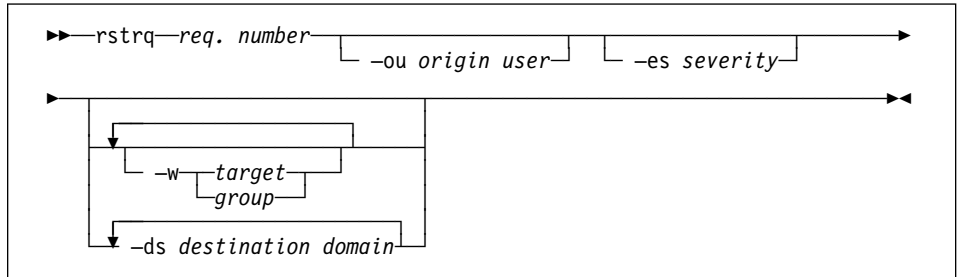 rstrq req. number
–ou origin user –es severity
–w target
group
–ds destination domain